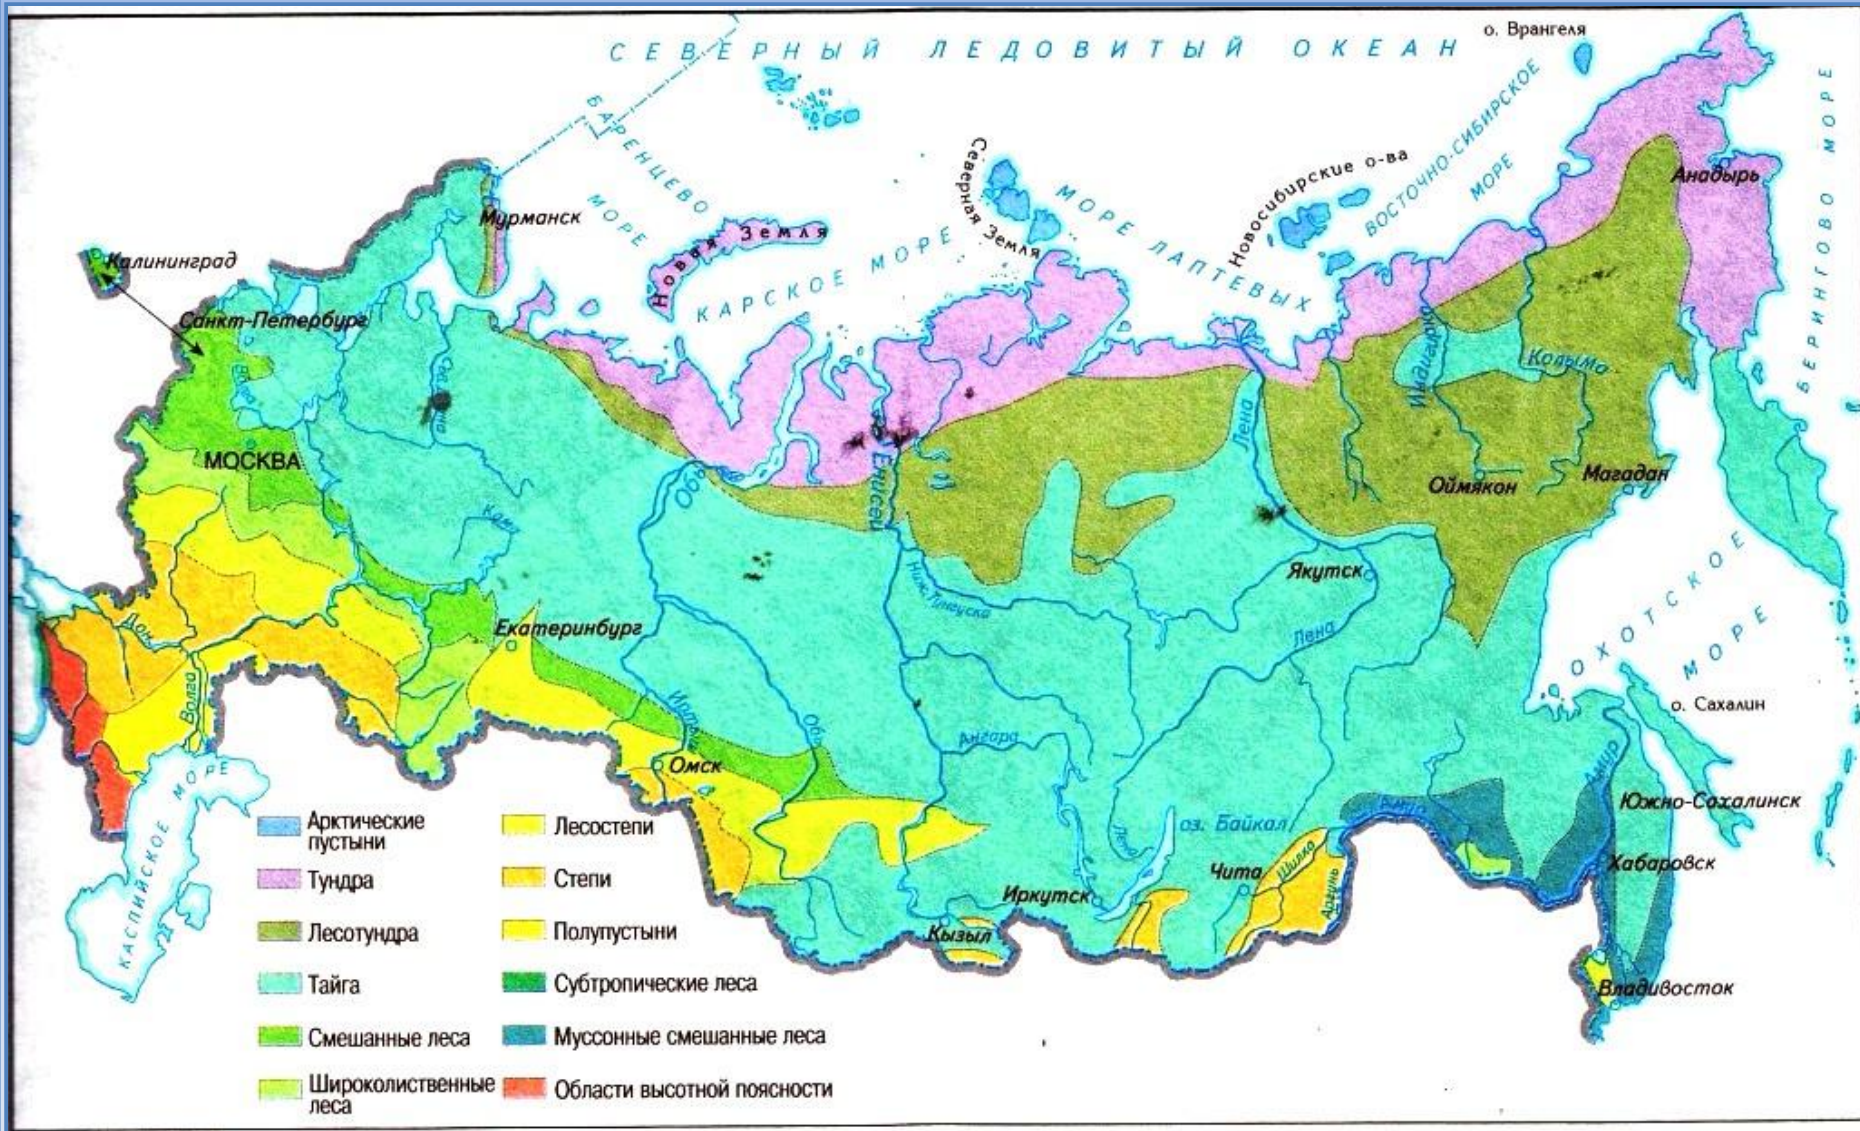 СЕВЕРНЫЙ ЛЕДОВИТЫЙ ОКЕАН
о. Врангеля
БАРЕНЦЕВО
МОРЕ
Новая Земля
КАРСКОЕ МОРЕ
Северная
Земля
МОРЕ ЛАПТЕВЫХ
Новосибирские о-ва
ВОСТОЧНО-СИБИРСКОЕ
МОРЕ
БЕРИНГОВО МОРЕ
Анадырь
Мурманск
Калининград
Санкт-Петербург
МОСКВА
Кама
Обь
Енисей
Лена
Индигирка
Колыма
Оймякон
Магадан
Якутск
Ниж. Тунгуска
Лена
ОХОТСКОЕ
МОРЕ
о. Сахалин
Дон
Волга
Екатеринбург
Иртыш
Обь
Омск
Ангара
Лена
оз. Байкал
Чита
Шилка
Аргунь
Амур
Амур
Южно-Сахалинск
Хабаровск
Владивосток
Иркутск
Кызыл
КАСПИЙСКОЕ МОРЕ
Арктические
пустыни
Тундра
Лесотундра
Тайга
Смешанные леса
Широколиственные
леса
Лесостепи
Степи
Полупустыни
Субтропические леса
Муссонные смешанные леса
Области высотной поясности